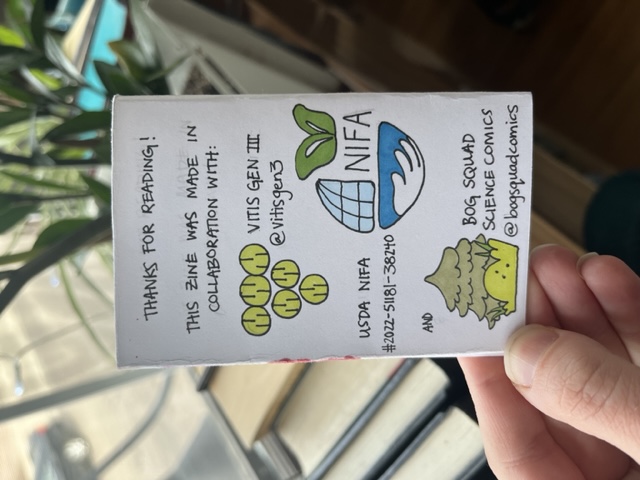 THANKS FOR READING!
THIS ZINE WAS MADE IN
COLLABORATION WITH:
VITIS GEN III
@vitisgen3
NIFA
USDA NIFA
#2022-51181-38240
AND
BOG SQUAD
SCIENCE COMICS
@bogsquadcomics